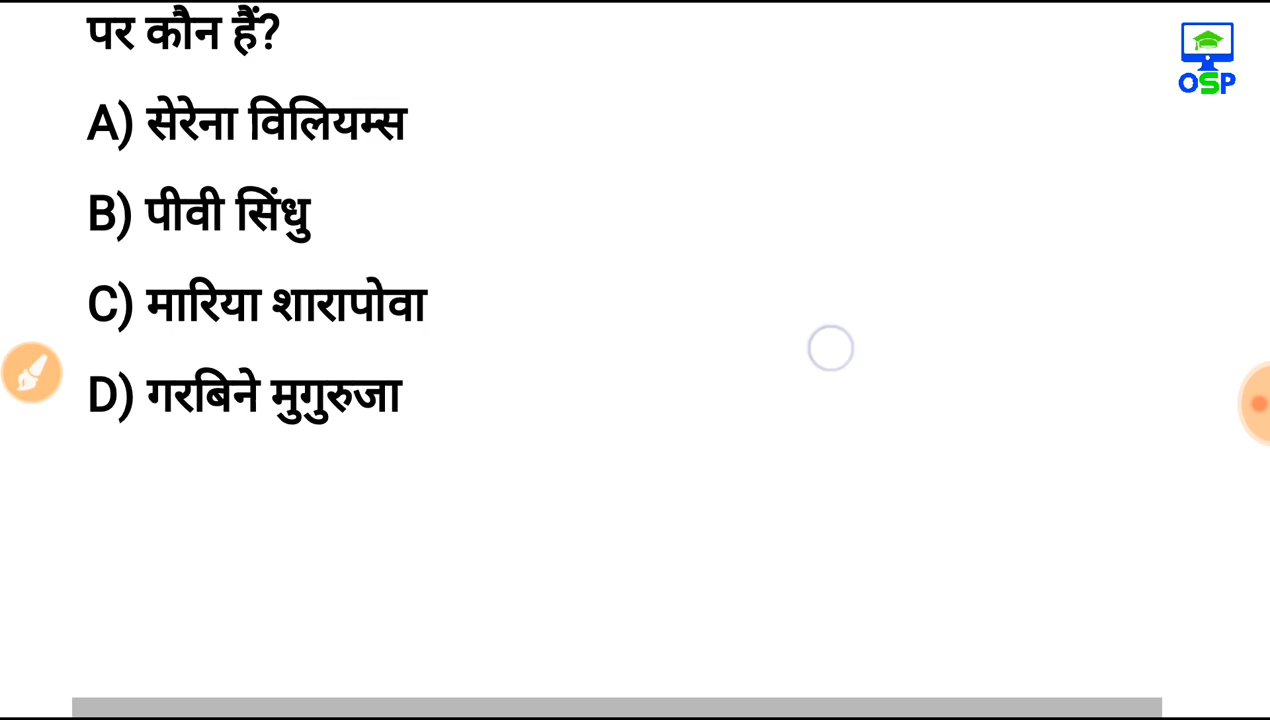 पर कौन हैं?
OSP
A) सेरेना विलियम्स
B) पीवी सिंधु
C) मारिया शारापोवा
D) गरबिने मुगुरुजा